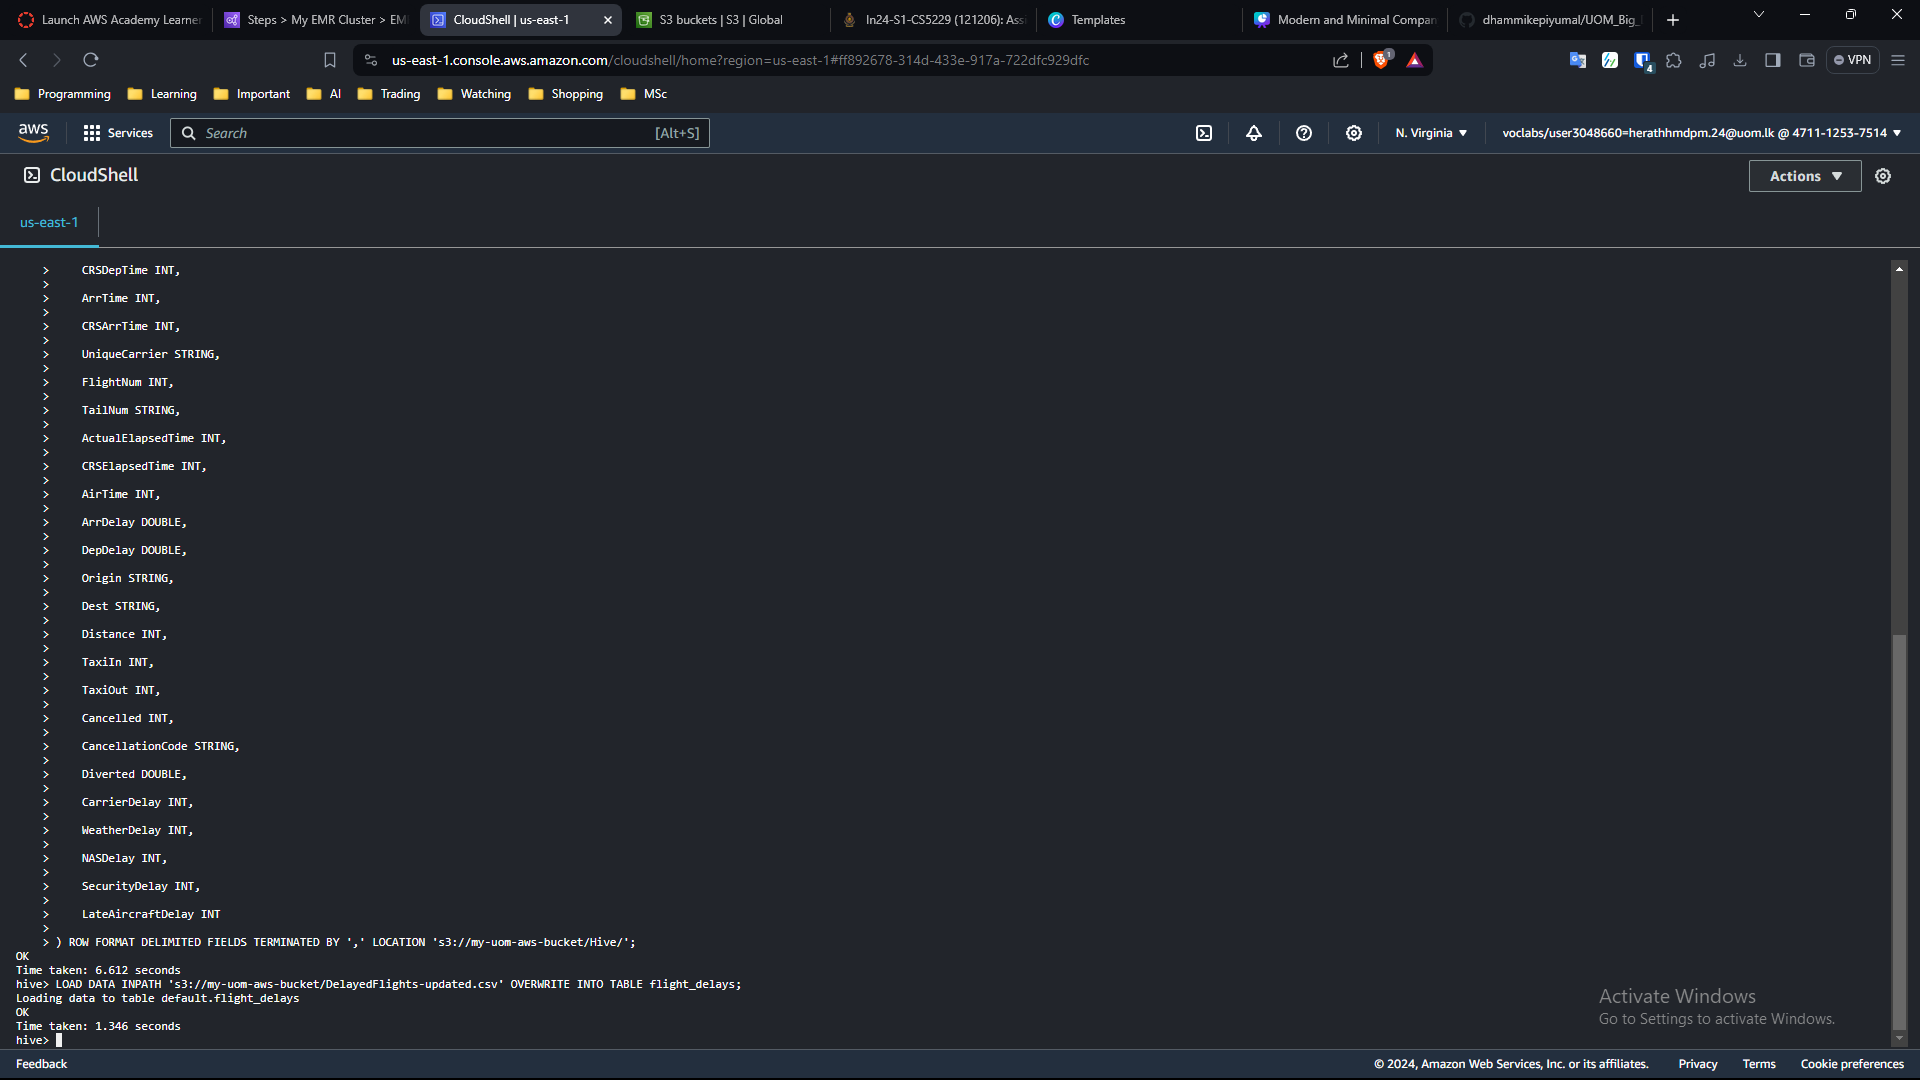 Launch AWS Academy Learner
Steps > My EMR Cluster > EM
CloudShell | us-east-1
S3 buckets | S3 | Global
In24-S1-CS5229 (121206): Assi
Templates
Modern and Minimal Compan
dhammikepiyumal/UOM_Big_
us-east-1.console.aws.amazon.com/cloudshell/home?region=us-east-1#ff892678-314d-433e-917a-722dfc929dfc
1
4
VPN
Programming
Learning
Important
AI
Trading
Watching
Shopping
MSc
aws
Services
Search
[Alt+S]
N. Virginia
voclabs/user3048660=herathhmdpm.24@uom.lk @ 4711-1253-7514
CloudShell
Actions
us-east-1
> CRSDepTime INT,
>
> ArrTime INT,
>
> CRSArrTime INT,
>
> UniqueCarrier STRING,
>
> FlightNum INT,
>
> TailNum STRING,
>
> ActualElapsedTime INT,
>
> CRSElapsedTime INT,
>
> AirTime INT,
>
> ArrDelay DOUBLE,
>
> DepDelay DOUBLE,
>
> Origin STRING,
>
> Dest STRING,
>
> Distance INT,
>
> TaxiIn INT,
>
> TaxiOut INT,
>
> Cancelled INT,
>
> CancellationCode STRING,
>
> Diverted DOUBLE,
>
> CarrierDelay INT,
>
> WeatherDelay INT,
>
> NASDelay INT,
>
> SecurityDelay INT,
>
> LateAircraftDelay INT
>
> ) ROW FORMAT DELIMITED FIELDS TERMINATED BY ',' LOCATION 's3://my-uom-aws-bucket/Hive/';
OK
Time taken: 6.612 seconds
hive> LOAD DATA INPATH 's3://my-uom-aws-bucket/DelayedFlights-updated.csv' OVERWRITE INTO TABLE flight_delays;
Loading data to table default.flight_delays
OK
Time taken: 1.346 seconds
hive>
Activate Windows
Go to Settings to activate Windows.
Feedback
© 2024, Amazon Web Services, Inc. or its affiliates.
Privacy
Terms
Cookie preferences